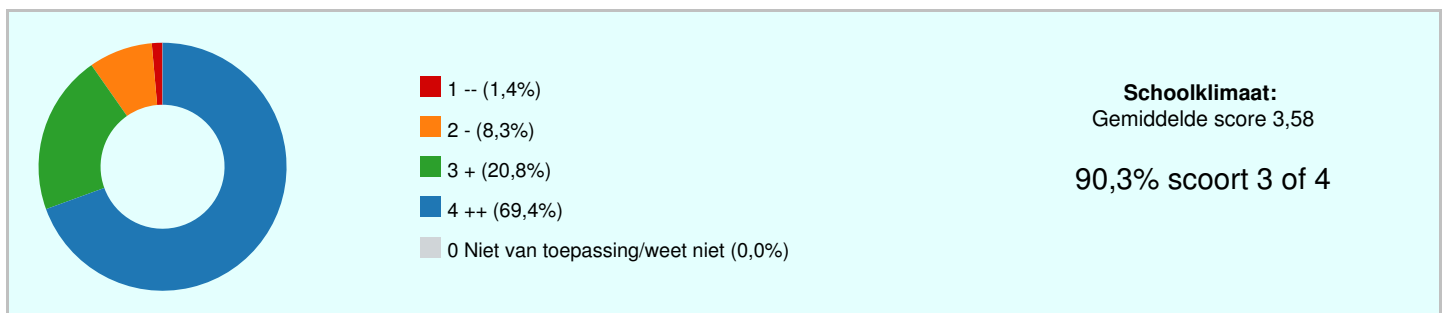 1 -- (1,4%)
2 - (8,3%)
3 + (20,8%)
4 ++ (69,4%)
0 Niet van toepassing/weet niet (0,0%)
Schoolklimaat:
Gemiddelde score 3,58
90,3% scoort 3 of 4